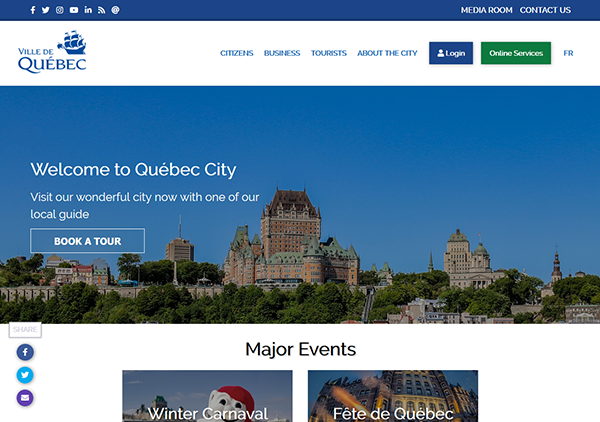 MEDIA ROOM CONTACT US
VILLE DE
QUÉBEC
CITIZENS BUSINESS TOURISTS ABOUT THE CITY Login Online Services FR
Welcome to Québec City
Visit our wonderful city now with one of our
local guide
BOOK A TOUR
SHARE
Major Events
Winter Carnaval
Fête de Québec